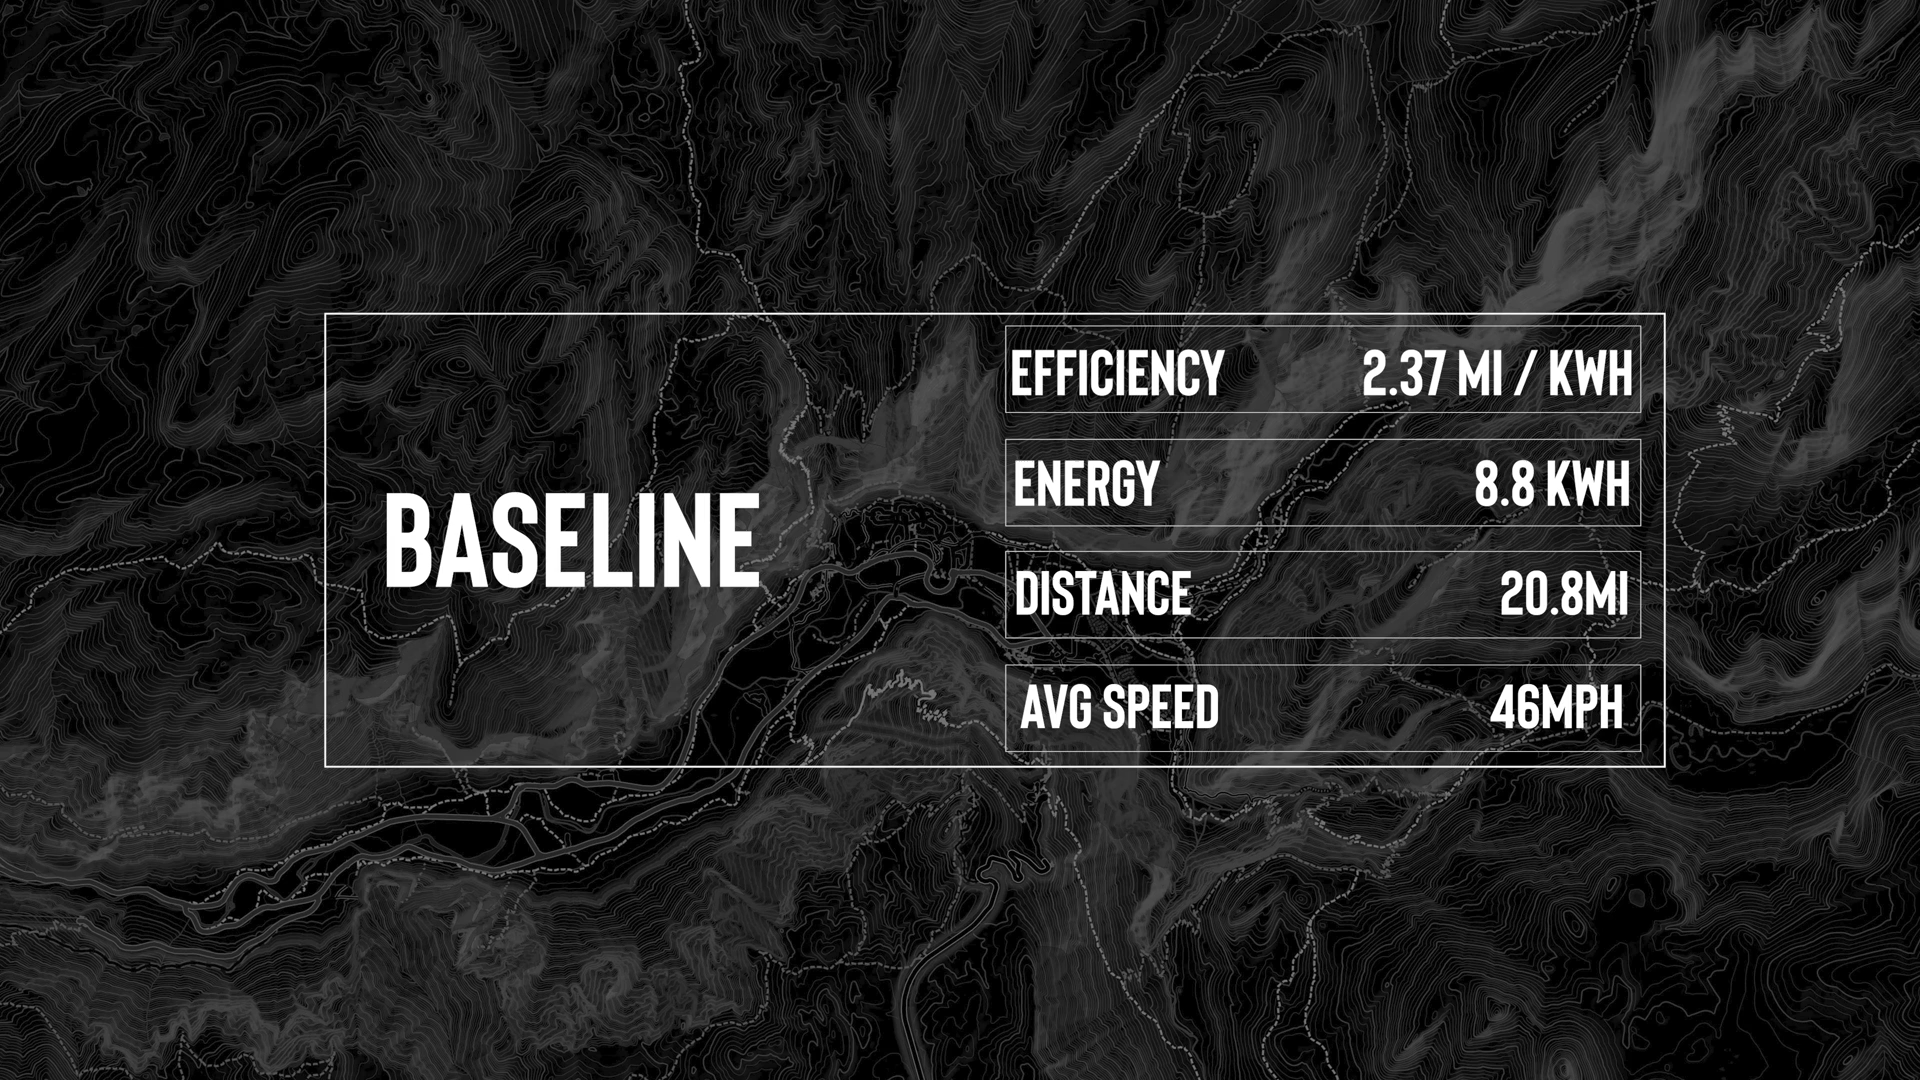 BASELINE
EFFICIENCY 2.37 MI / KWH
ENERGY 8.8 KWH
DISTANCE 20.8MI
AVG SPEED 46MPH